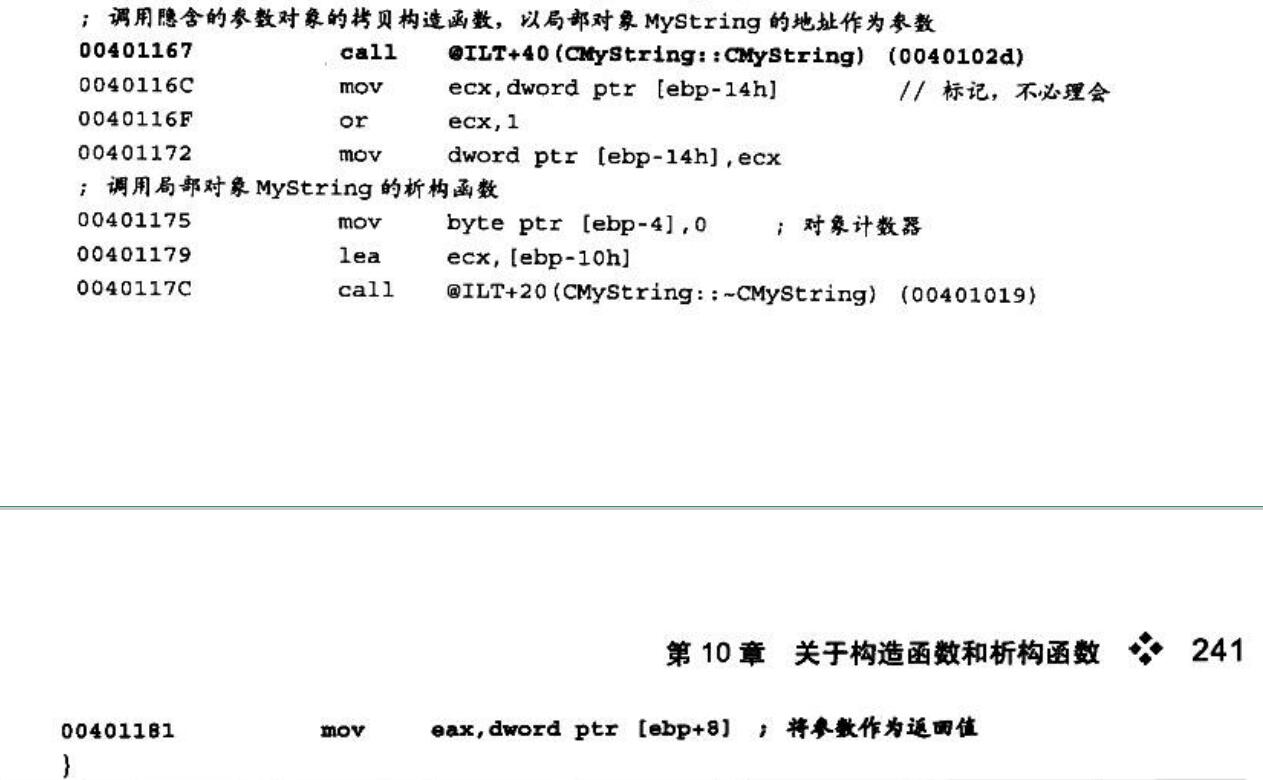 ; 调用隐含的参数对象的拷贝构造函数，以局部对象 MyString 的地址作为参数
00401167 call @ILT+40(CMyString::CMyString) (0040102d)
0040116C mov ecx,dword ptr [ebp-14h] // 标记，不必理会
0040116F or ecx,1
00401172 mov dword ptr [ebp-14h],ecx
; 调用局部对象 MyString 的析构函数
00401175 mov byte ptr [ebp-4],0 ; 对象计数器
00401179 lea ecx,[ebp-10h]
0040117C call @ILT+20(CMyString::~CMyString) (00401019)
第 10 章 关于构造函数和析构函数 ❖ 241
00401181 mov eax,dword ptr [ebp+8] ; 将参数作为返回值
}